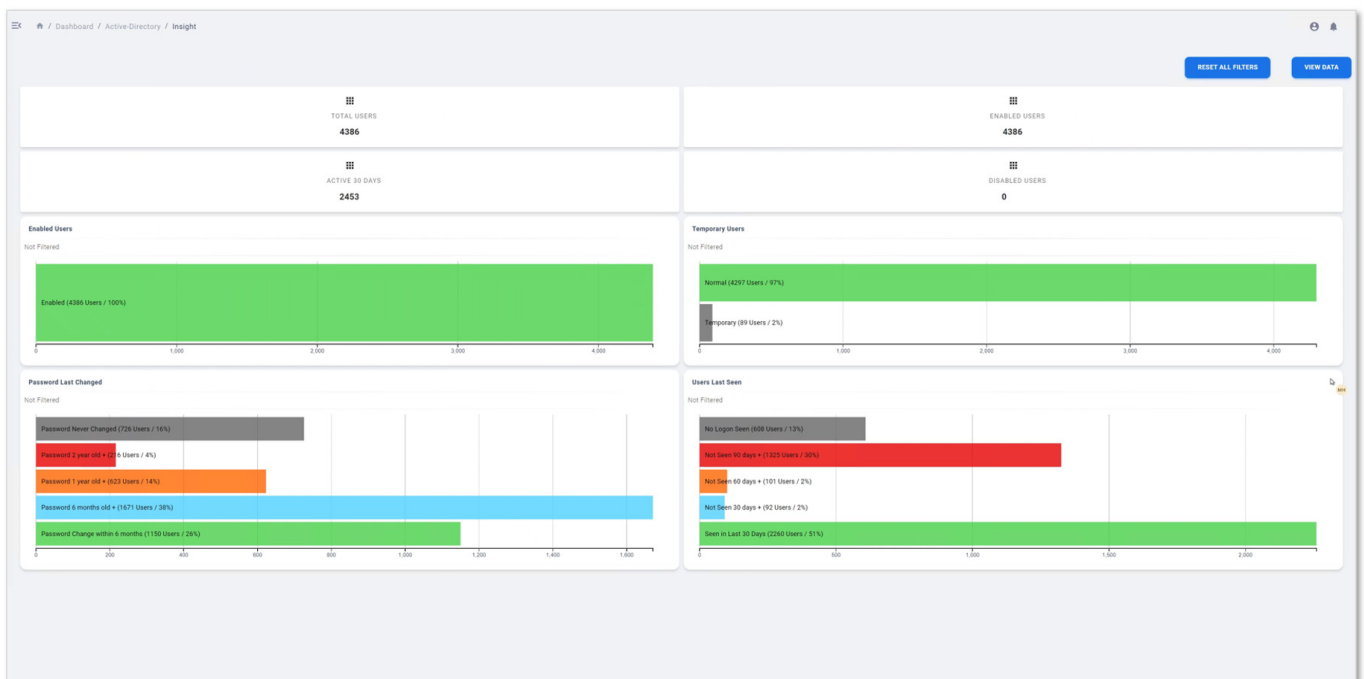 / Dashboard / Active-Directory / Insight
RESET ALL FILTERS
VIEW DATA
TOTAL USERS
4386
ENABLED USERS
4386
ACTIVE 30 DAYS
2453
DISABLED USERS
0
Enabled Users
Not Filtered
Enabled (4386 Users / 100%)
0 1,000 2,000 3,000 4,000
Temporary Users
Not Filtered
Normal (4297 Users / 97%)
Temporary (89 Users / 2%)
0 1,000 2,000 3,000 4,000
Password Last Changed
Not Filtered
Password Never Changed (726 Users / 16%)
Password 2 year old + (216 Users / 4%)
Password 1 year old + (623 Users / 14%)
Password 6 months old + (1671 Users / 38%)
Password Change within 6 months (1150 Users / 26%)
0 200 400 600 800 1,000 1,200 1,400 1,600
Users Last Seen
Not Filtered
No Logon Seen (608 Users / 13%)
Not Seen 90 days + (1325 Users / 30%)
Not Seen 60 days + (101 Users / 2%)
Not Seen 30 days + (92 Users / 2%)
Seen in Last 30 Days (2260 Users / 51%)
0 500 1,000 1,500 2,000